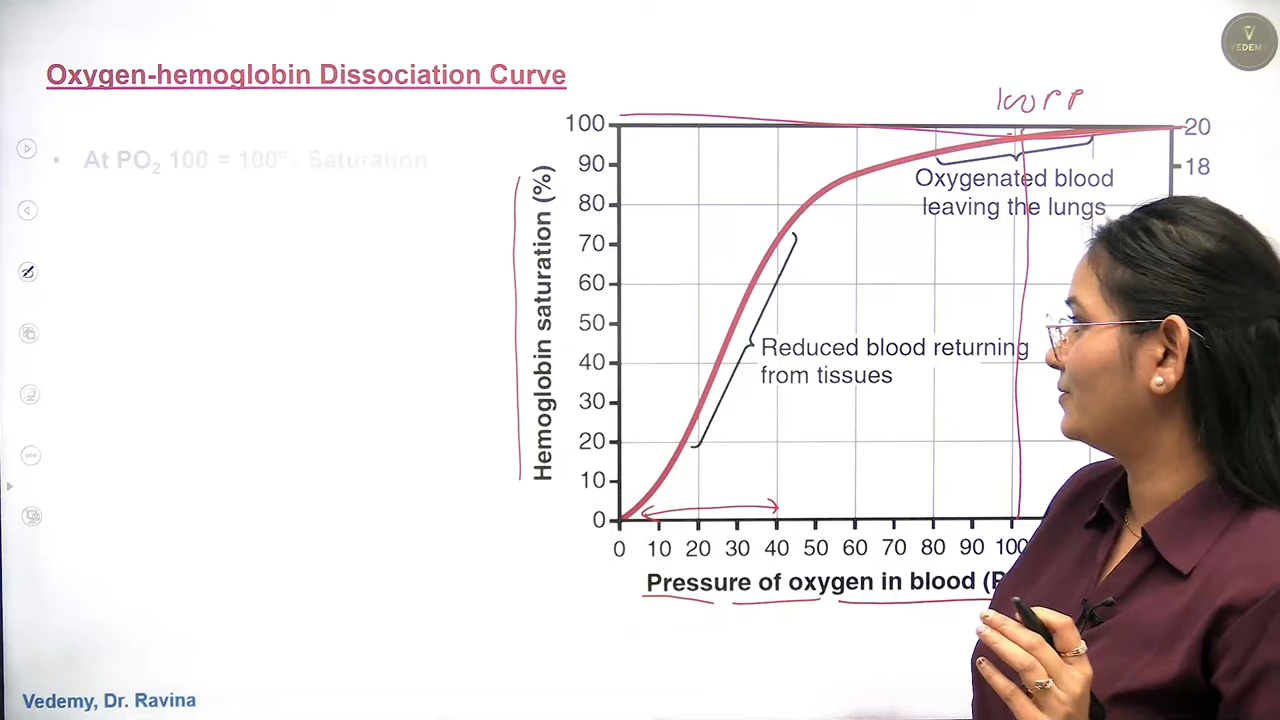 VEDEMY
Oxygen-hemoglobin Dissociation Curve
• At PO2 100 = 100% Saturation
100
90
80
70
60
50
40
30
20
10
0
Hemoglobin saturation (%)
20
18
Oxygenated blood
leaving the lungs
Reduced blood returning
from tissues
0 10 20 30 40 50 60 70 80 90 100
Pressure of oxygen in blood
Vedemy, Dr. Ravina